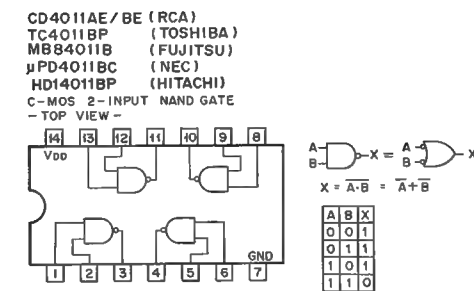 CD4011AE/BE (RCA)
TC4011BP (TOSHIBA)
MB84011B (FUJITSU)
μPD4011BC (NEC)
HD14011BP (HITACHI)
C-MOS 2-INPUT NAND GATE
- TOP VIEW -
14 13 12 11 10 9 8
VDD
GND
1 2 3 4 5 6 7
A B X = A B X
X = A·B = A+B
A B X
0 0 1
0 1 1
1 0 1
1 1 0